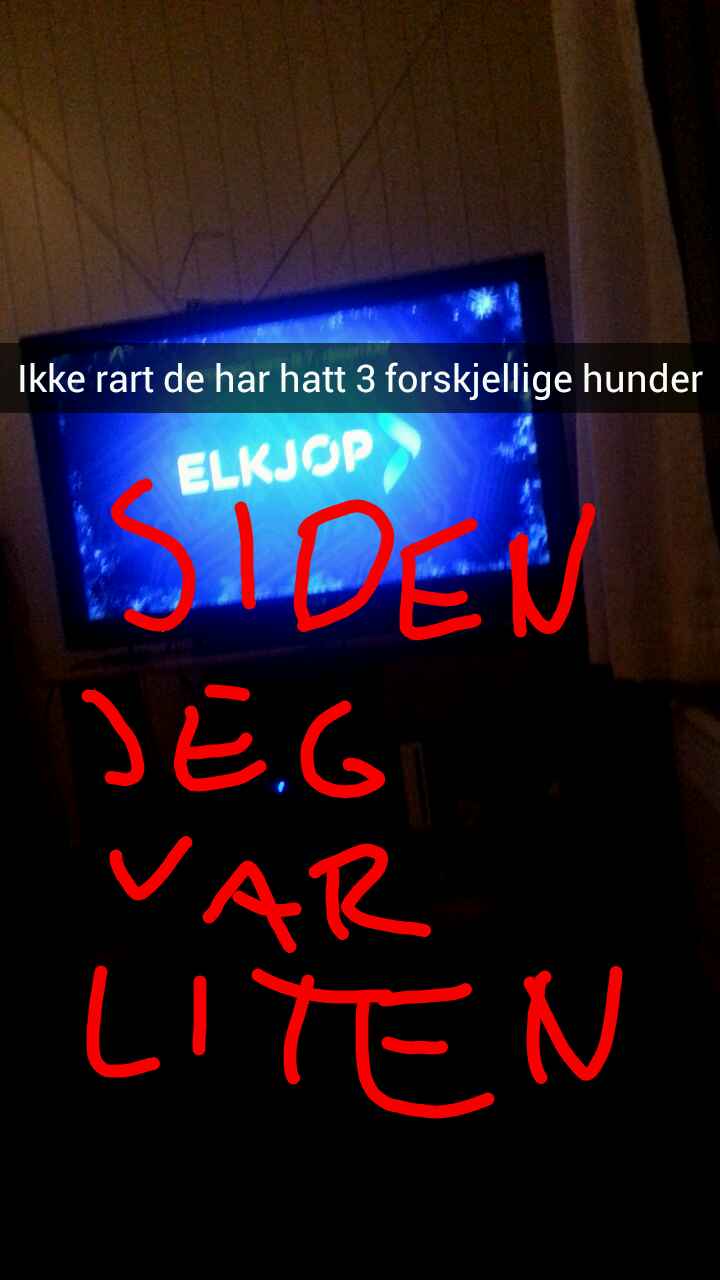 Ikke rart de har hatt 3 forskjellige hunder
ELKJØP
SIDEN
JEG
VAR
LITEN